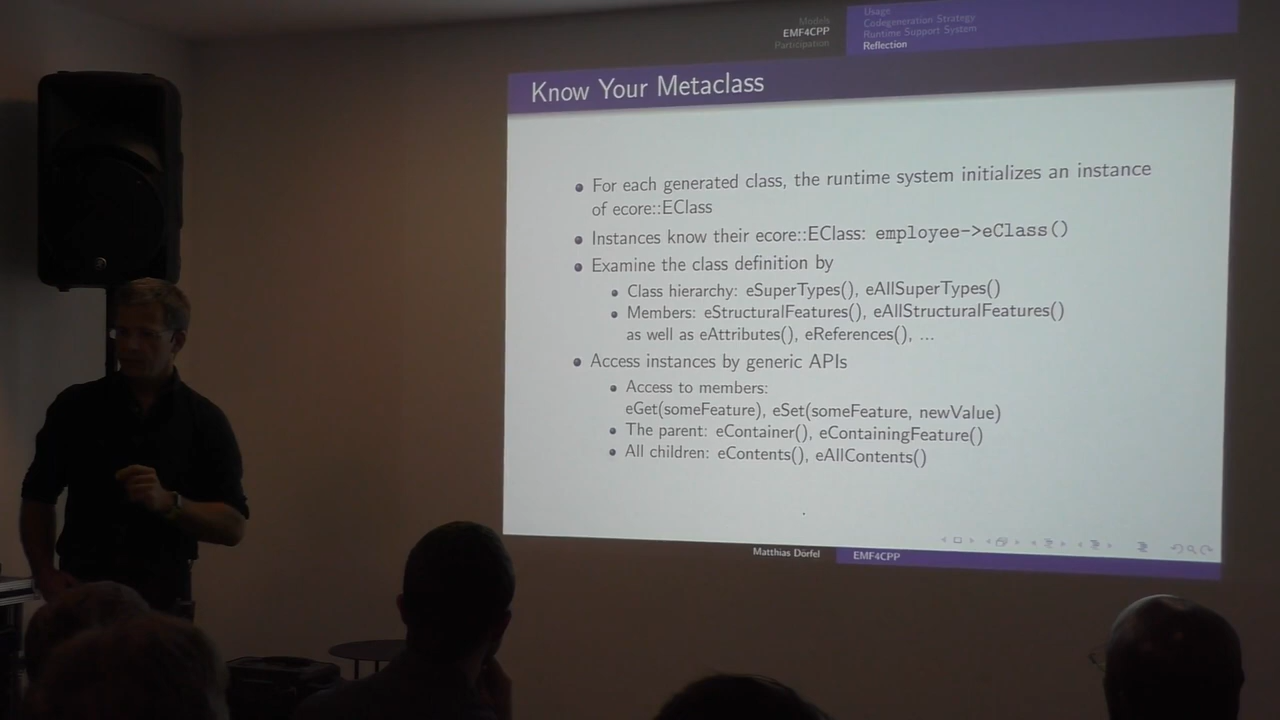 Models
EMF4CPP
Participation
Usage
Codegeneration Strategy
Runtime Support System
Reflection
Know Your Metaclass
For each generated class, the runtime system initializes an instance
of ecore::EClass
Instances know their ecore::EClass: employee->eClass()
Examine the class definition by
Class hierarchy: eSuperTypes(), eAllSuperTypes()
Members: eStructuralFeatures(), eAllStructuralFeatures()
as well as eAttributes(), eReferences(), ...
Access instances by generic APIs
Access to members:
eGet(someFeature), eSet(someFeature, newValue)
The parent: eContainer(), eContainingFeature()
All children: eContents(), eAllContents()
Matthias Dörfel
EMF4CPP